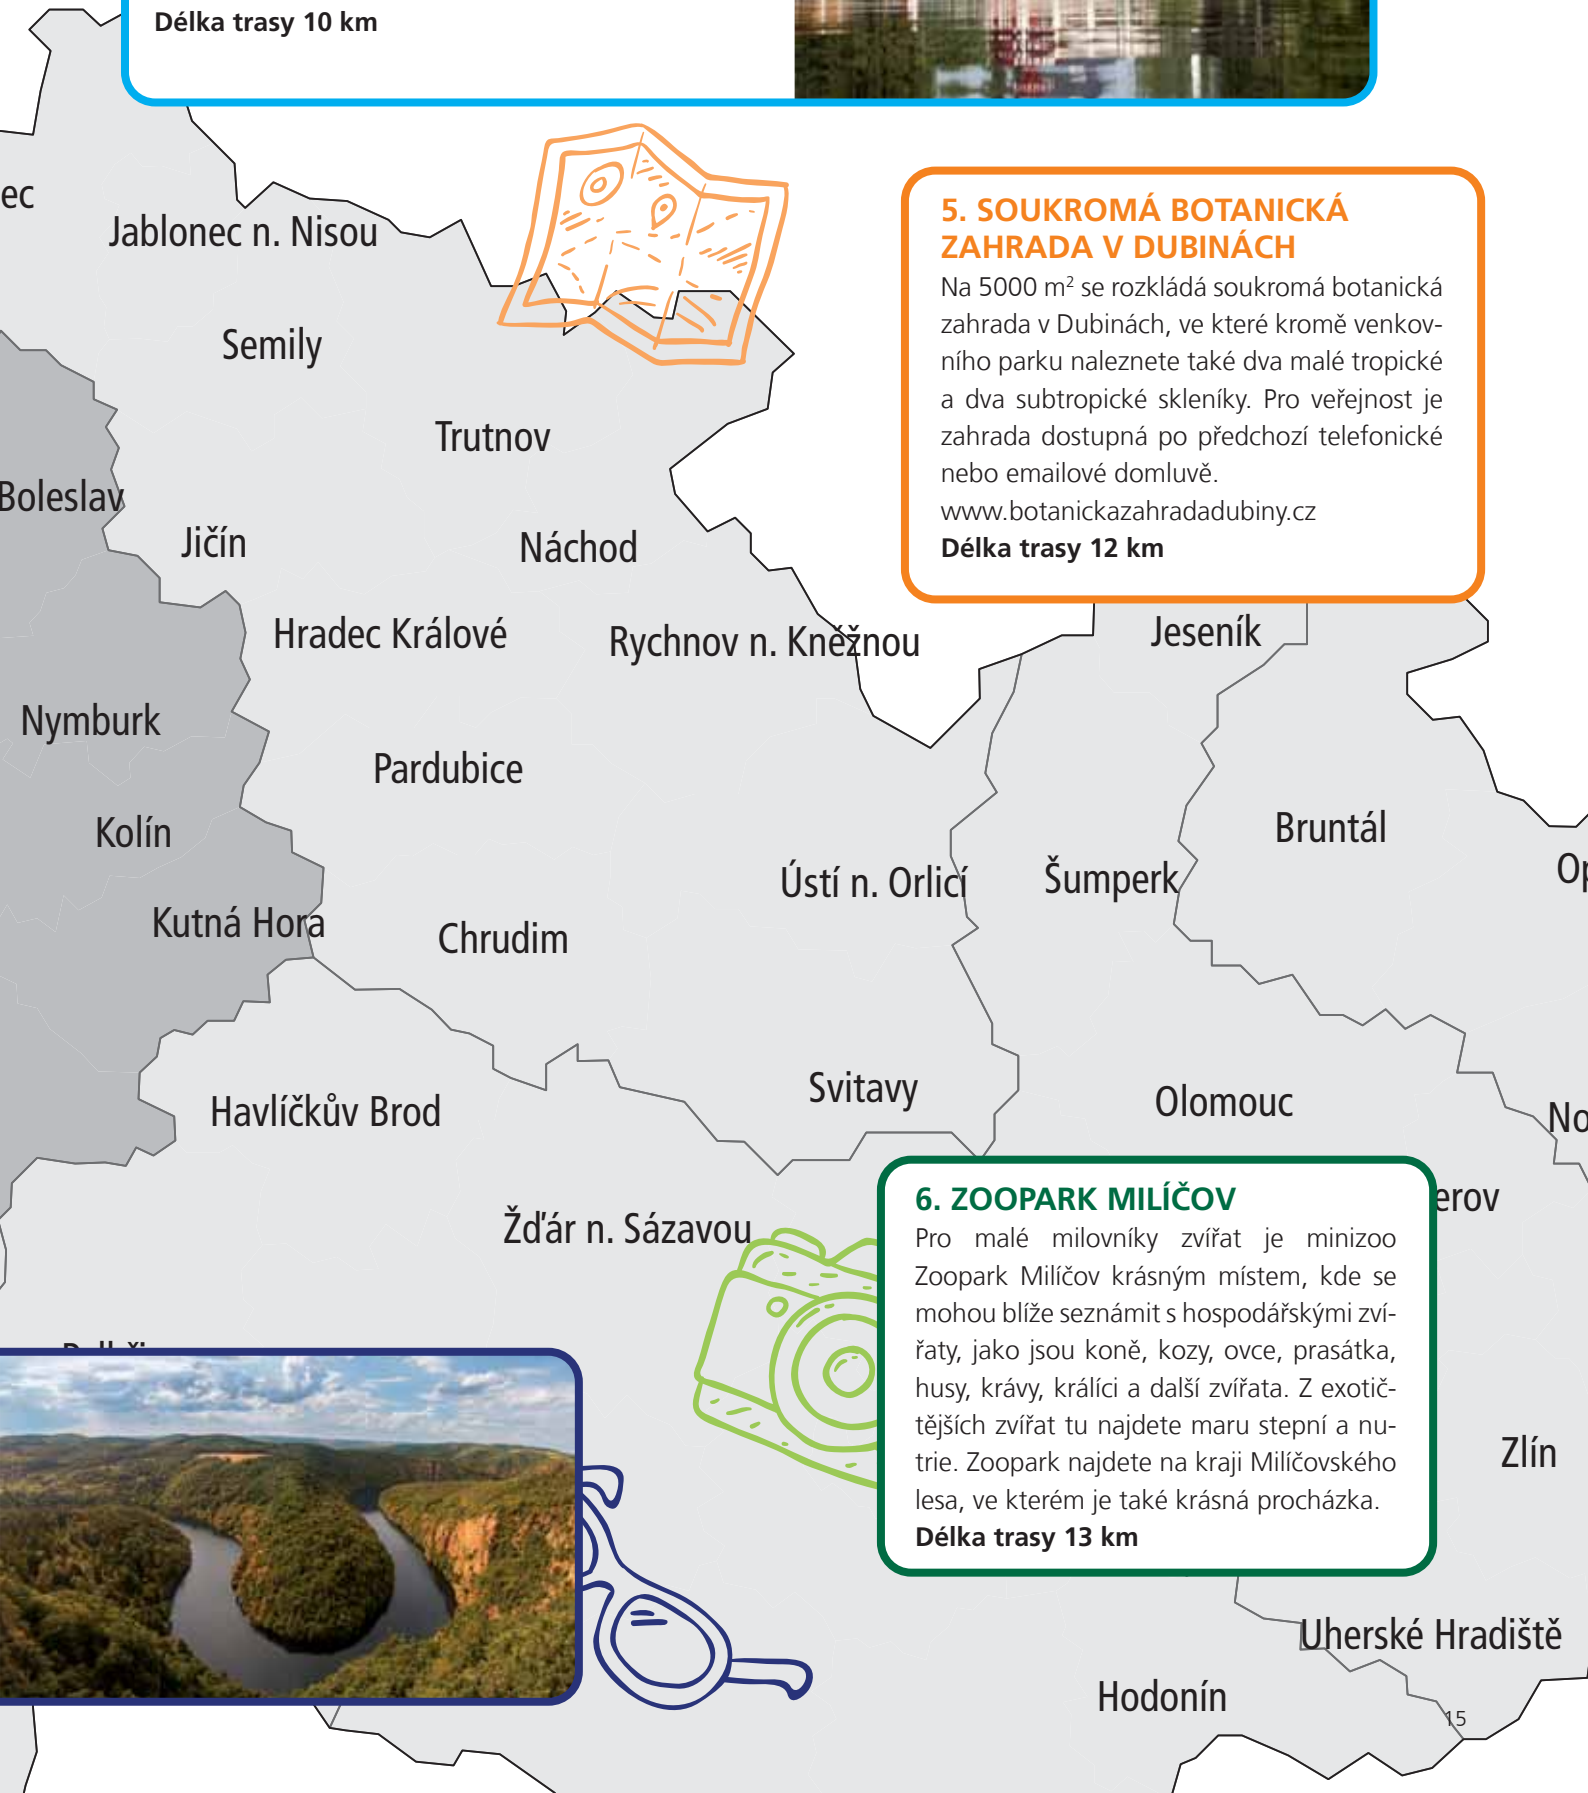 Délka trasy 10 km
ec
Jablonec n. Nisou
Semily
Trutnov
Boleslav
Jičín
Náchod
Hradec Králové
Rychnov n. Kněžnou
5. SOUKROMÁ BOTANICKÁ
ZAHRADA V DUBINÁCH
Na 5000 m² se rozkládá soukromá botanická
zahrada v Dubinách, ve které kromě venkov-
ního parku naleznete také dva malé tropické
a dva subtropické skleníky. Pro veřejnost je
zahrada dostupná po předchozí telefonické
nebo emailové domluvě.
www.botanickazahradadubiny.cz
Délka trasy 12 km
Jeseník
Nymburk
Pardubice
Kolín
Bruntál
Ústí n. Orlicí
Šumperk
Op
Kutná Hora
Chrudim
Svitavy
Olomouc
Havlíčkův Brod
No
Žďár n. Sázavou
erov
6. ZOOPARK MILÍČOV
Pro malé milovníky zvířat je minizoo
Zoopark Milíčov krásným místem, kde se
mohou blíže seznámit s hospodářskými zví-
řaty, jako jsou koně, kozy, ovce, prasátka,
husy, krávy, králíci a další zvířata. Z exotič-
tějších zvířat tu najdete maru stepní a nu-
trie. Zoopark najdete na kraji Milíčovského
lesa, ve kterém je také krásná procházka.
Délka trasy 13 km
Zlín
Uherské Hradiště
Hodonín
15